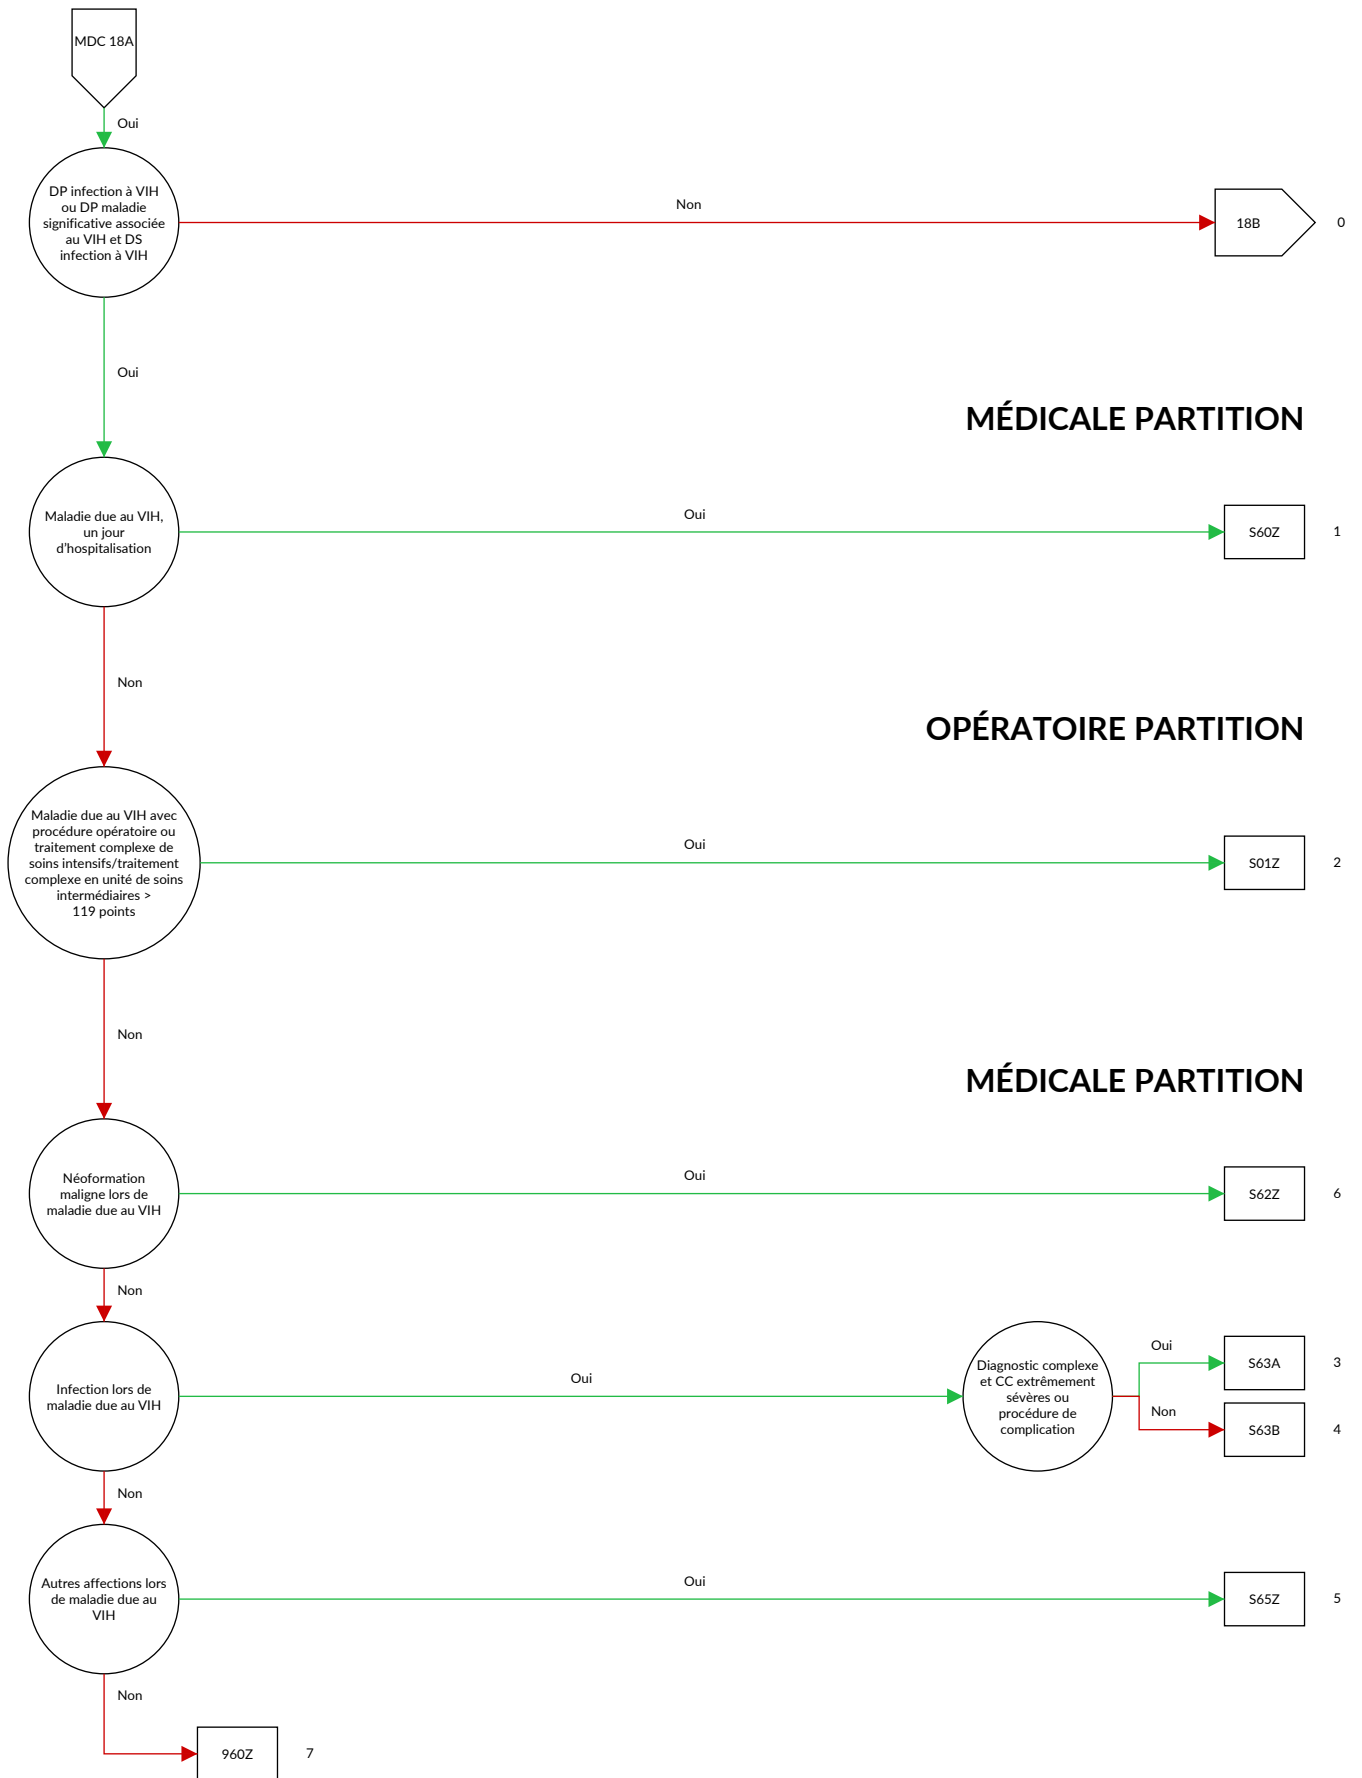 MDC 18A
Oui
DP infection à VIH
ou DP maladie
significative associée
au VIH et DS
infection à VIH
Non
18B
0
Oui
MÉDICALE PARTITION
Maladie due au VIH,
un jour
d'hospitalisation
Oui
S60Z
1
Non
OPÉRATOIRE PARTITION
Maladie due au VIH avec
procédure opératoire ou
traitement complexe de
soins intensifs/traitement
complexe en unité de soins
intermédiaires >
119 points
Oui
S01Z
2
Non
MÉDICALE PARTITION
Néoformation
maligne lors de
maladie due au VIH
Oui
S62Z
6
Non
Infection lors de
maladie due au VIH
Oui
Diagnostic complexe
et CC extrêmement
sévères ou
procédure de
complication
Oui
S63A
3
Non
S63B
4
Non
Autres affections lors
de maladie due au
VIH
Oui
S65Z
5
Non
960Z
7